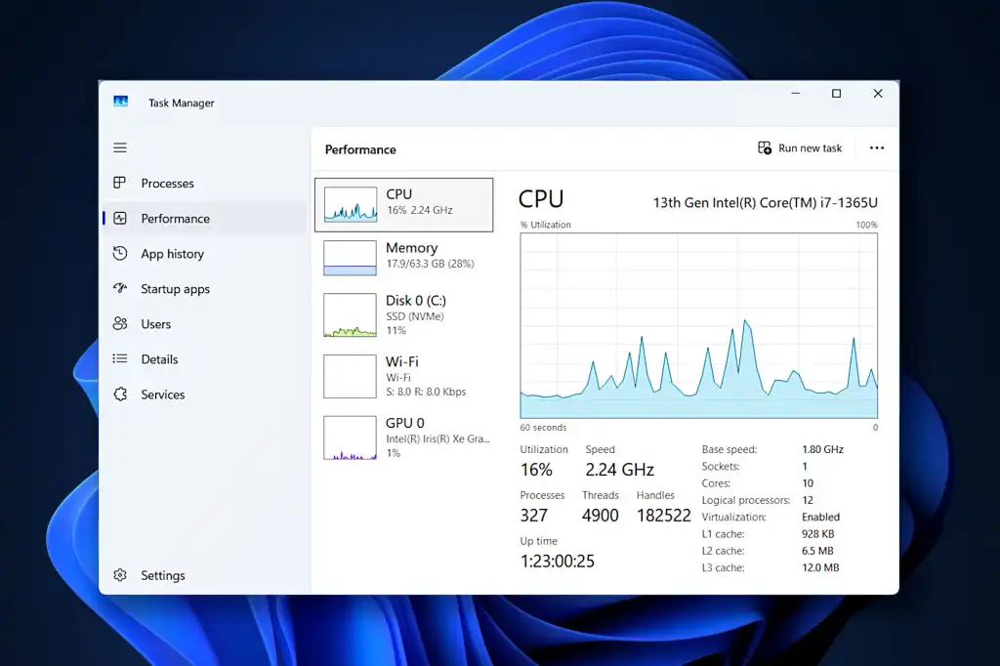 Task Manager
Performance
Run new task
Processes
Performance
App history
Startup apps
Users
Details
Services
Settings
CPU
16% 2.24 GHz
Memory
17.9/63.3 GB (28%)
Disk 0 (C:)
SSD (NVMe)
11%
Wi-Fi
Wi-Fi
S: 8.0 R: 8.0 Kbps
GPU 0
Intel(R) Iris(R) Xe Gra...
1%
CPU
13th Gen Intel(R) Core(TM) i7-1365U
% Utilization 100%
60 seconds 0
Utilization Speed
16% 2.24 GHz
Processes Threads Handles
327 4900 182522
Up time
1:23:00:25
Base speed: 1.80 GHz
Sockets: 1
Cores: 10
Logical processors: 12
Virtualization: Enabled
L1 cache: 928 KB
L2 cache: 6.5 MB
L3 cache: 12.0 MB